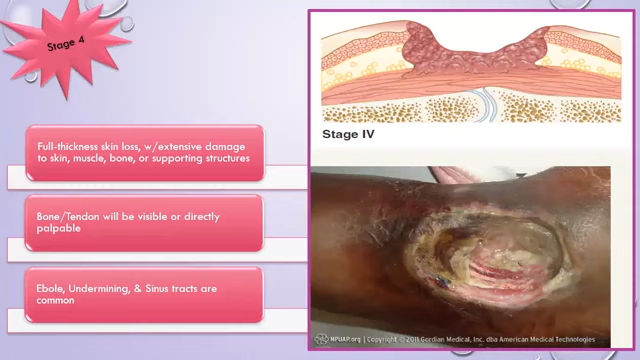 Stage 4
Full-thickness skin loss, w/extensive damage
to skin, muscle, bone, or supporting structures
Bone/Tendon will be visible or directly
palpable
Ebole, Undermining, & Sinus tracts are
common
Stage IV
NPUAP.org | Copyright © 2011 Gordian Medical, Inc. dba American Medical Technologies